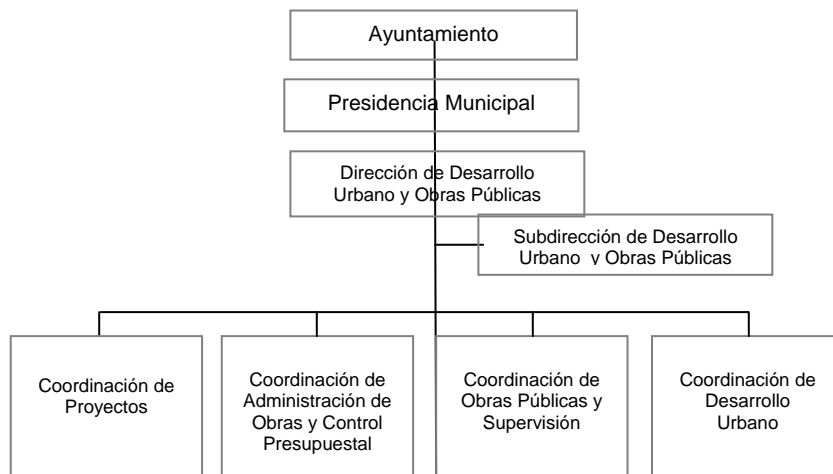 Ayuntamiento
Presidencia Municipal
Dirección de Desarrollo
Urbano y Obras Públicas
Subdirección de Desarrollo
Urbano y Obras Públicas
Coordinación de
Proyectos
Coordinación de
Administración de
Obras y Control
Presupuestal
Coordinación de
Obras Públicas y
Supervisión
Coordinación de
Desarrollo
Urbano